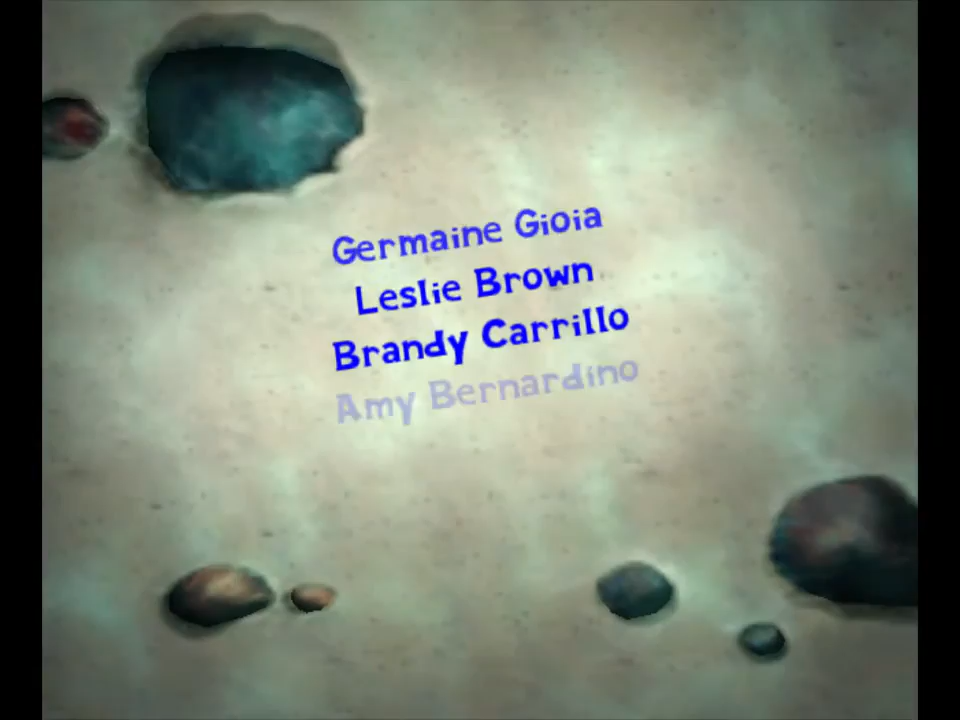 Germaine Gioia
Leslie Brown
Brandy Carrillo
Amy Bernardino